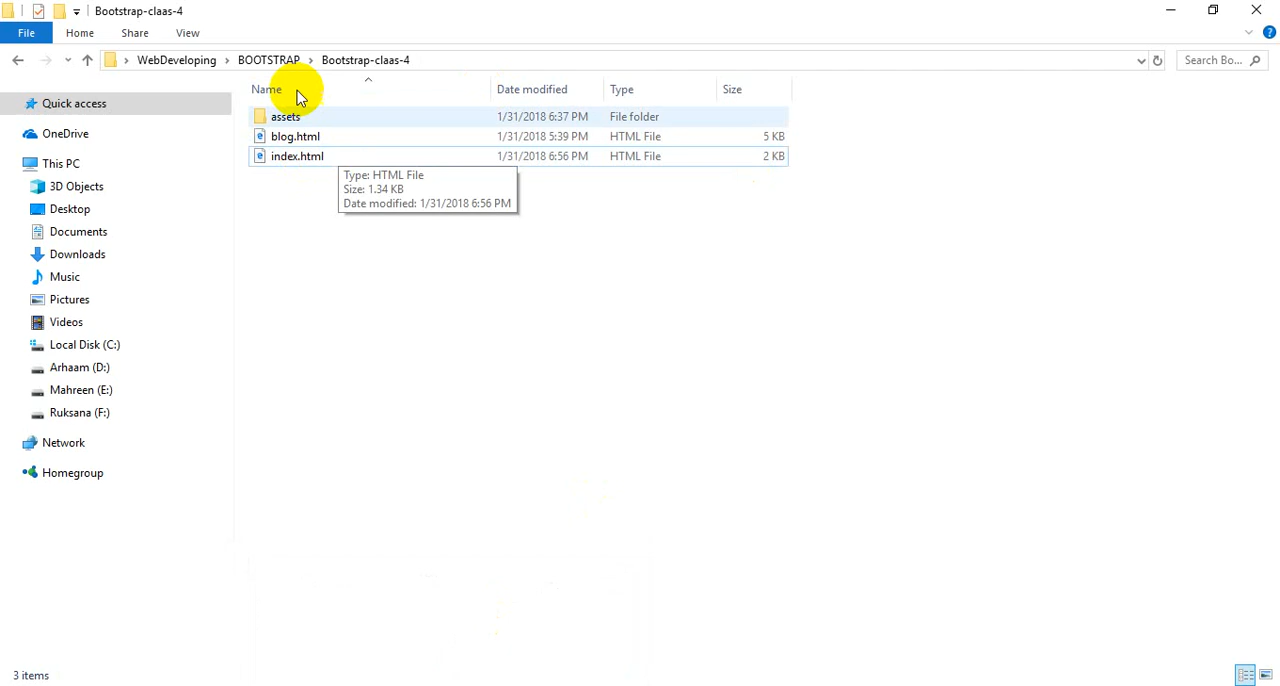 Bootstrap-claas-4
File Home Share View
WebDeveloping BOOTSTRAP Bootstrap-claas-4 Search Bo...
Name Date modified Type Size
Quick access
OneDrive
This PC
3D Objects
Desktop
Documents
Downloads
Music
Pictures
Videos
Local Disk (C:)
Arhaam (D:)
Mahreen (E:)
Ruksana (F:)
Network
Homegroup
assets 1/31/2018 6:37 PM File folder
blog.html 1/31/2018 5:39 PM HTML File 5 KB
index.html 1/31/2018 6:56 PM HTML File 2 KB
Type: HTML File
Size: 1.34 KB
Date modified: 1/31/2018 6:56 PM
3 items